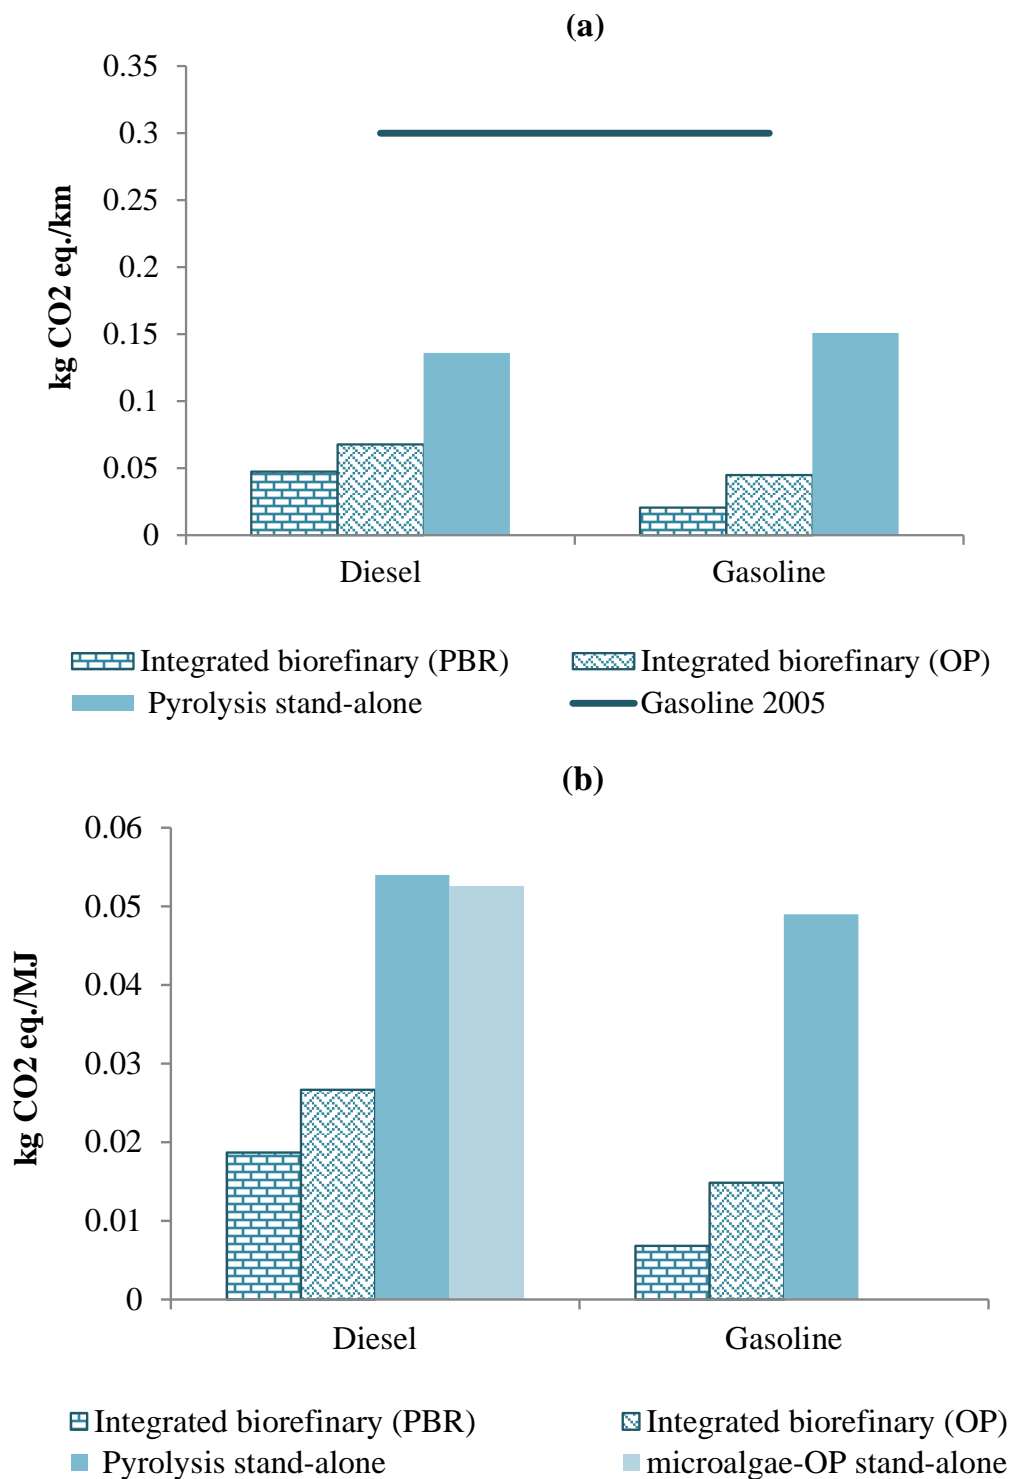 (a)
0.35
0.3
0.25
0.2
0.15
0.1
0.05
0
kg CO2 eq./km
Diesel
Gasoline
Integrated biorefinary (PBR)
Integrated biorefinary (OP)
Pyrolysis stand-alone
Gasoline 2005
(b)
0.06
0.05
0.04
0.03
0.02
0.01
0
kg CO2 eq./MJ
Diesel
Gasoline
Integrated biorefinary (PBR)
Integrated biorefinary (OP)
Pyrolysis stand-alone
microalgae-OP stand-alone